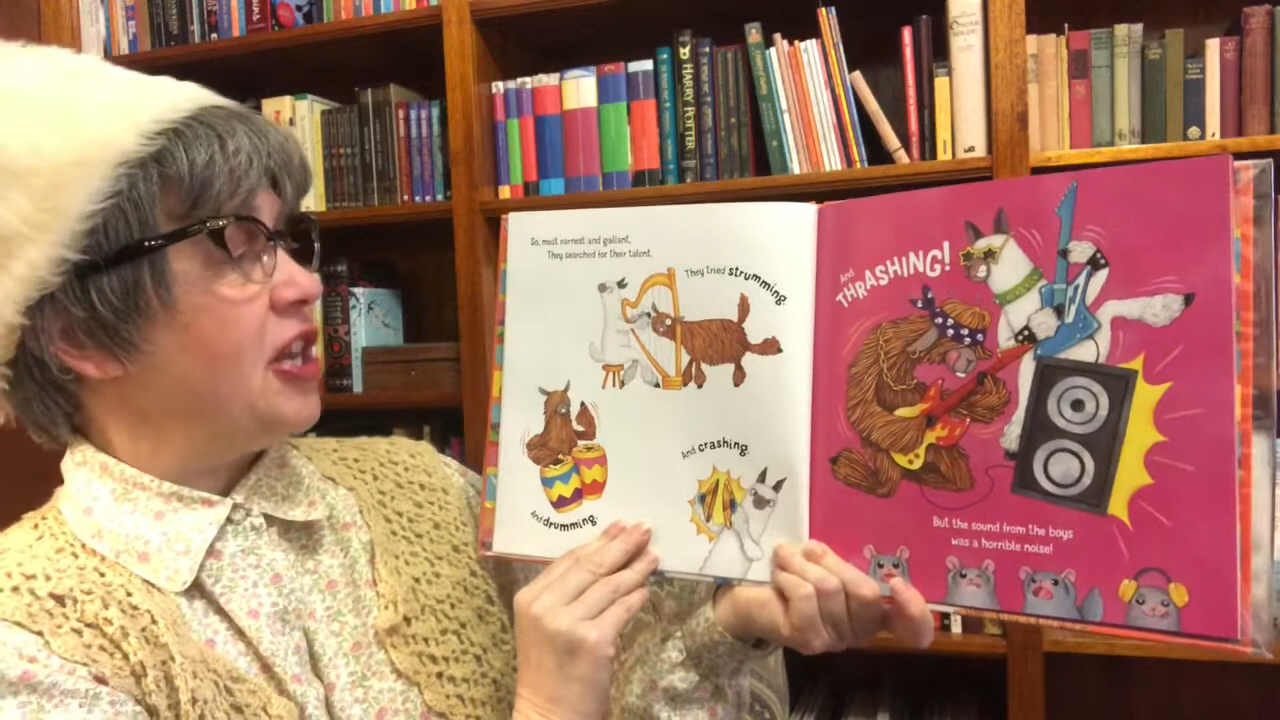 So, most earnest and gallant,
They searched for their talent.
They tried strumming,
And drumming,
And crashing,
And
THRASHING!
But the sound from the boys
was a horrible noise!
HARRY POTTER